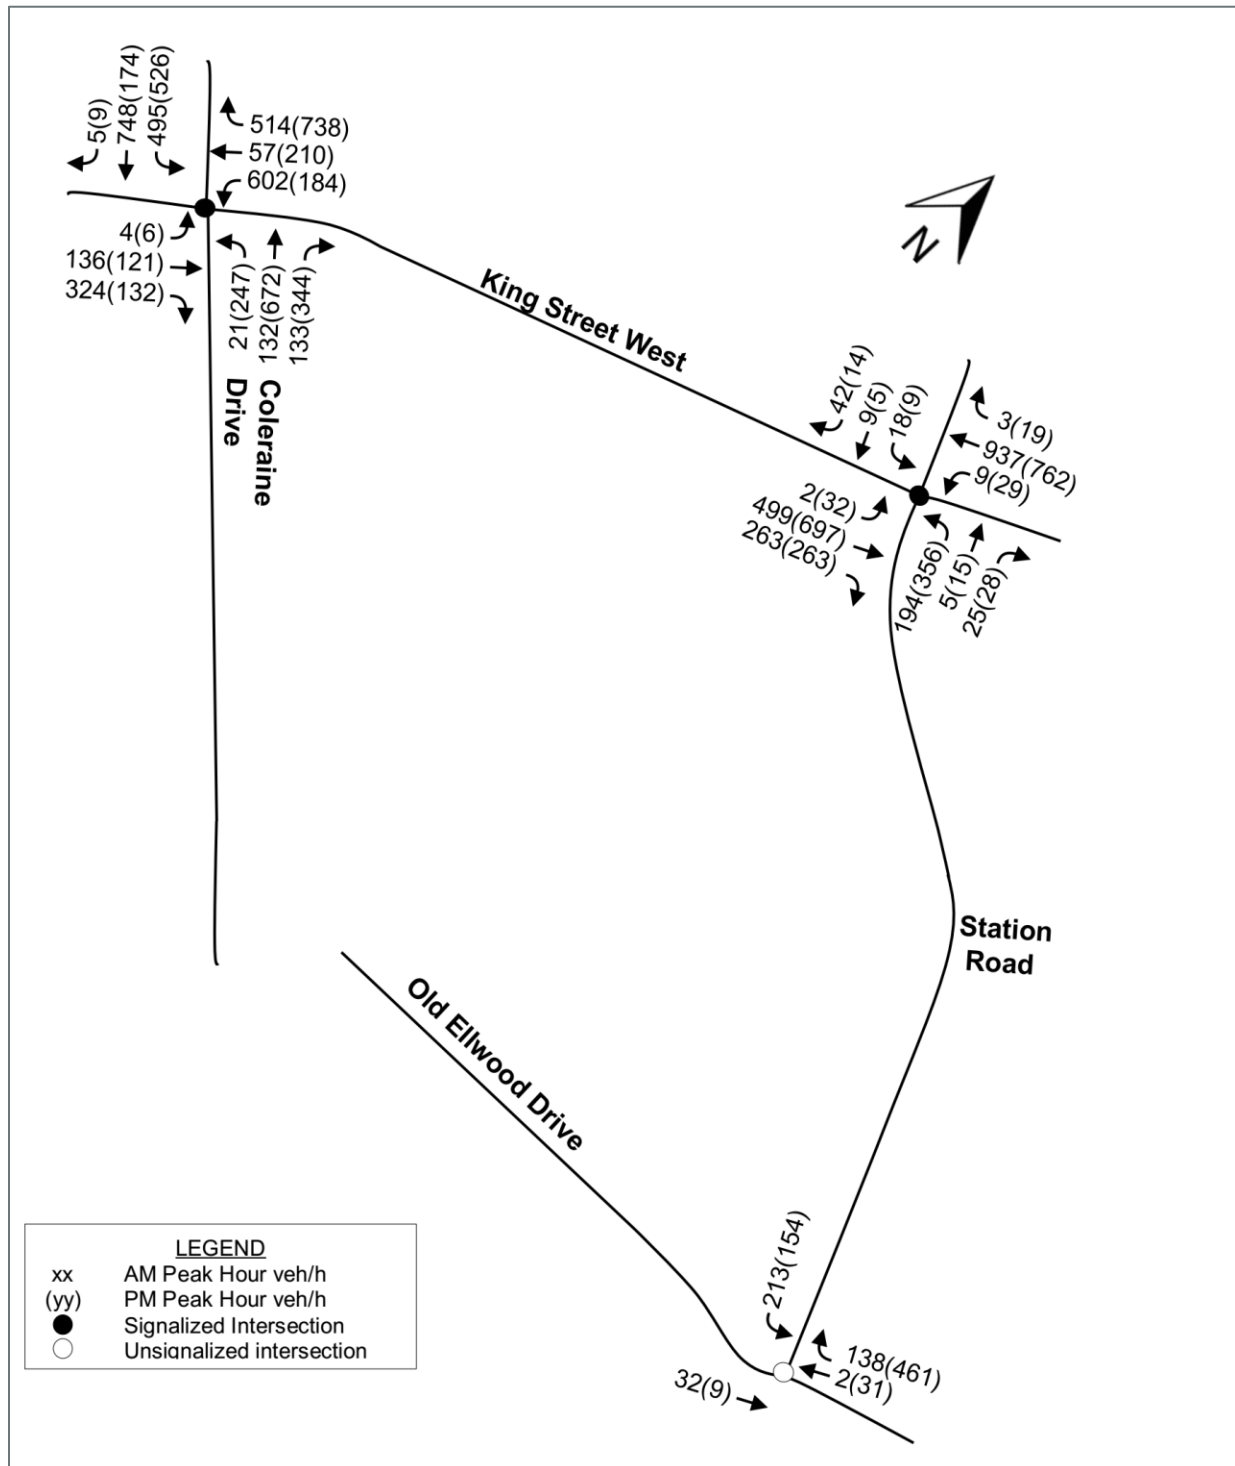 5(9)
748(174)
495(526)
514(738)
57(210)
602(184)
4(6)
136(121)
324(132)
21(247)
132(672)
133(344)
Coleraine
Drive
King Street West
N
42(14)
9(5)
18(9)
3(19)
937(762)
9(29)
2(32)
499(697)
263(263)
194(356)
5(15)
25(28)
Station
Road
Old Ellwood Drive
213(154)
138(461)
2(31)
32(9)
LEGEND
xx AM Peak Hour veh/h
(yy) PM Peak Hour veh/h
Signalized Intersection
Unsignalized intersection